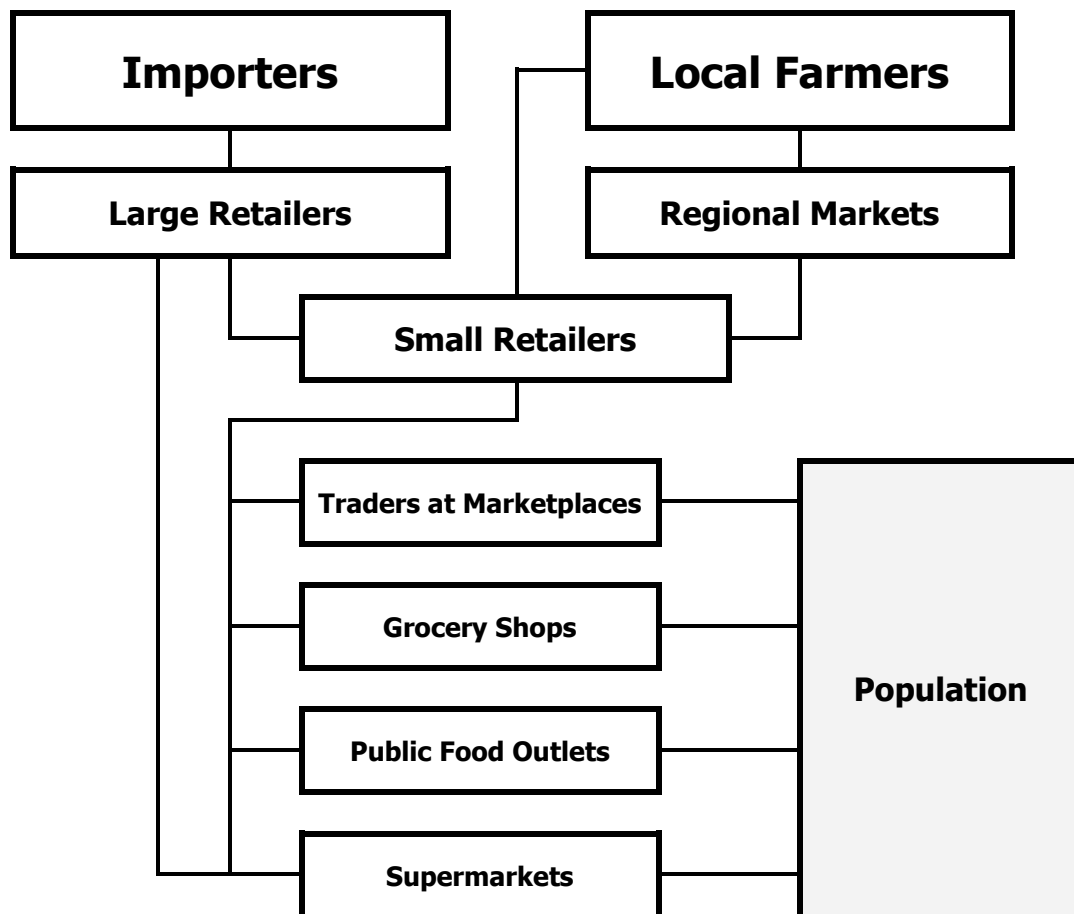 Importers
Local Farmers
Large Retailers
Regional Markets
Small Retailers
Traders at Marketplaces
Grocery Shops
Population
Public Food Outlets
Supermarkets